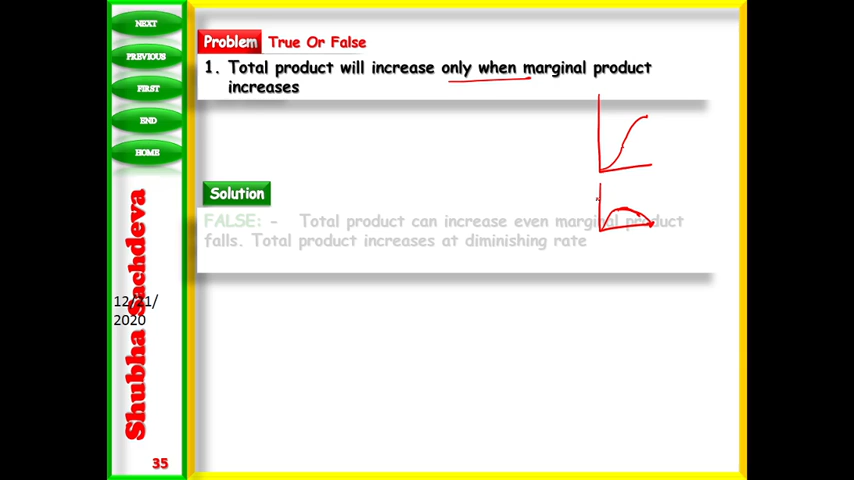 NEXT
PREVIOUS
FIRST
END
HOME
Shubha Sachdeva
12/21/
2020
35
Problem True Or False
1. Total product will increase only when marginal product
increases
Solution
FALSE: - Total product can increase even marginal product
falls. Total product increases at diminishing rate